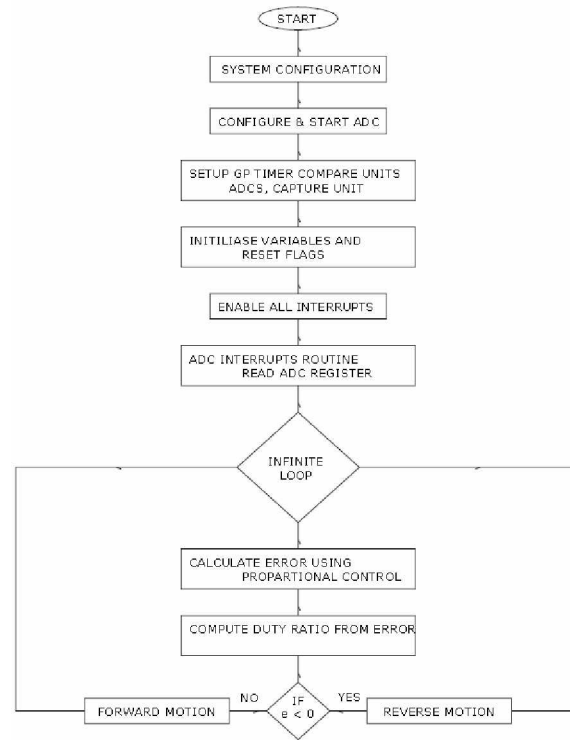 START
SYSTEM CONFIGURATION
CONFIGURE & START ADC
SETUP GP TIMER COMPARE UNITS
ADCS, CAPTURE UNIT
INITILIASE VARIABLES AND
RESET FLAGS
ENABLE ALL INTERRUPTS
ADC INTERRUPTS ROUTINE
READ ADC REGISTER
INFINITE
LOOP
CALCULATE ERROR USING
PROPARTIONAL CONTROL
COMPUTE DUTY RATIO FROM ERROR
NO
IF
YES
FORWARD MOTION
e < 0
REVERSE MOTION